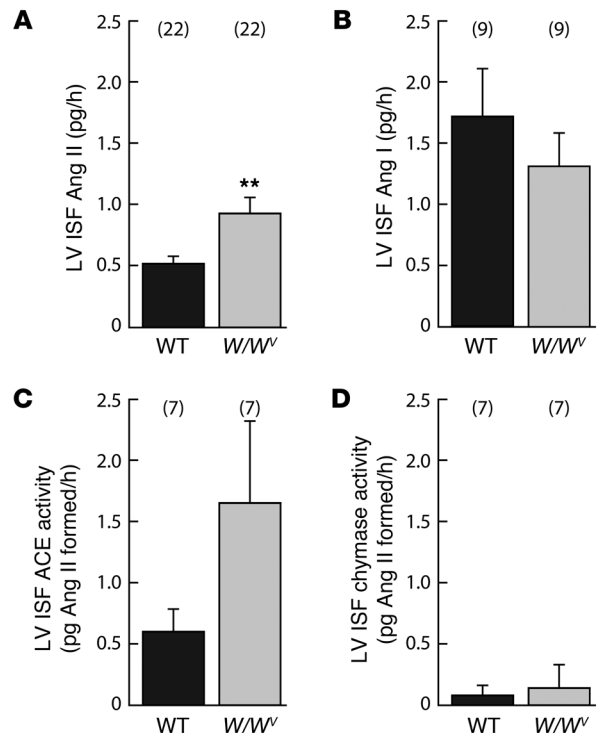 A
LV ISF Ang II (pg/h)
2.5
2.0
1.5
1.0
0.5
0
(22) (22)
**
WT W/Wᵛ
B
LV ISF Ang I (pg/h)
2.5
2.0
1.5
1.0
0.5
0
(9) (9)
WT W/Wᵛ
C
LV ISF ACE activity
(pg Ang II formed/h)
2.5
2.0
1.5
1.0
0.5
0
(7) (7)
WT W/Wᵛ
D
LV ISF chymase activity
(pg Ang II formed/h)
2.5
2.0
1.5
1.0
0.5
0
(7) (7)
WT W/Wᵛ